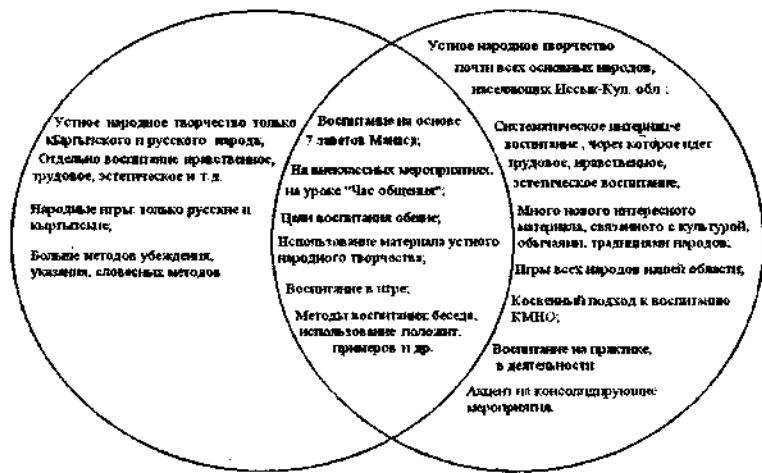 Устное народное творчество только
кыргызского и русского народа;
Отдельно воспитание нравственное,
трудовое, эстетическое и т.д.
Народные игры: только русские и
кыргызские;
Больше методов убеждения,
указания, словесных методов
Воспитание на основе
7 заветов Манаса;
На внеклассных мероприятиях,
на уроке "Час общения";
Цели воспитания общие;
Использование материала устного
народного творчества;
Воспитание в игре;
Методы воспитания: беседа,
использование положит.
примеров и др.
Устное народное творчество
почти всех основных народов,
населяющих Иссык-Кул. обл.;
Систематическое интернац-е
воспитание, через которое идет
трудовое, нравственное,
эстетическое воспитание;
Много нового интересного
материала, связанного с культурой,
обычаями, традициями народов;
Игры всех народов нашей области;
Косвенный подход к воспитанию
КМНО;
Воспитание на практике,
в деятельности
Акцент на консолидирующие
мероприятия.